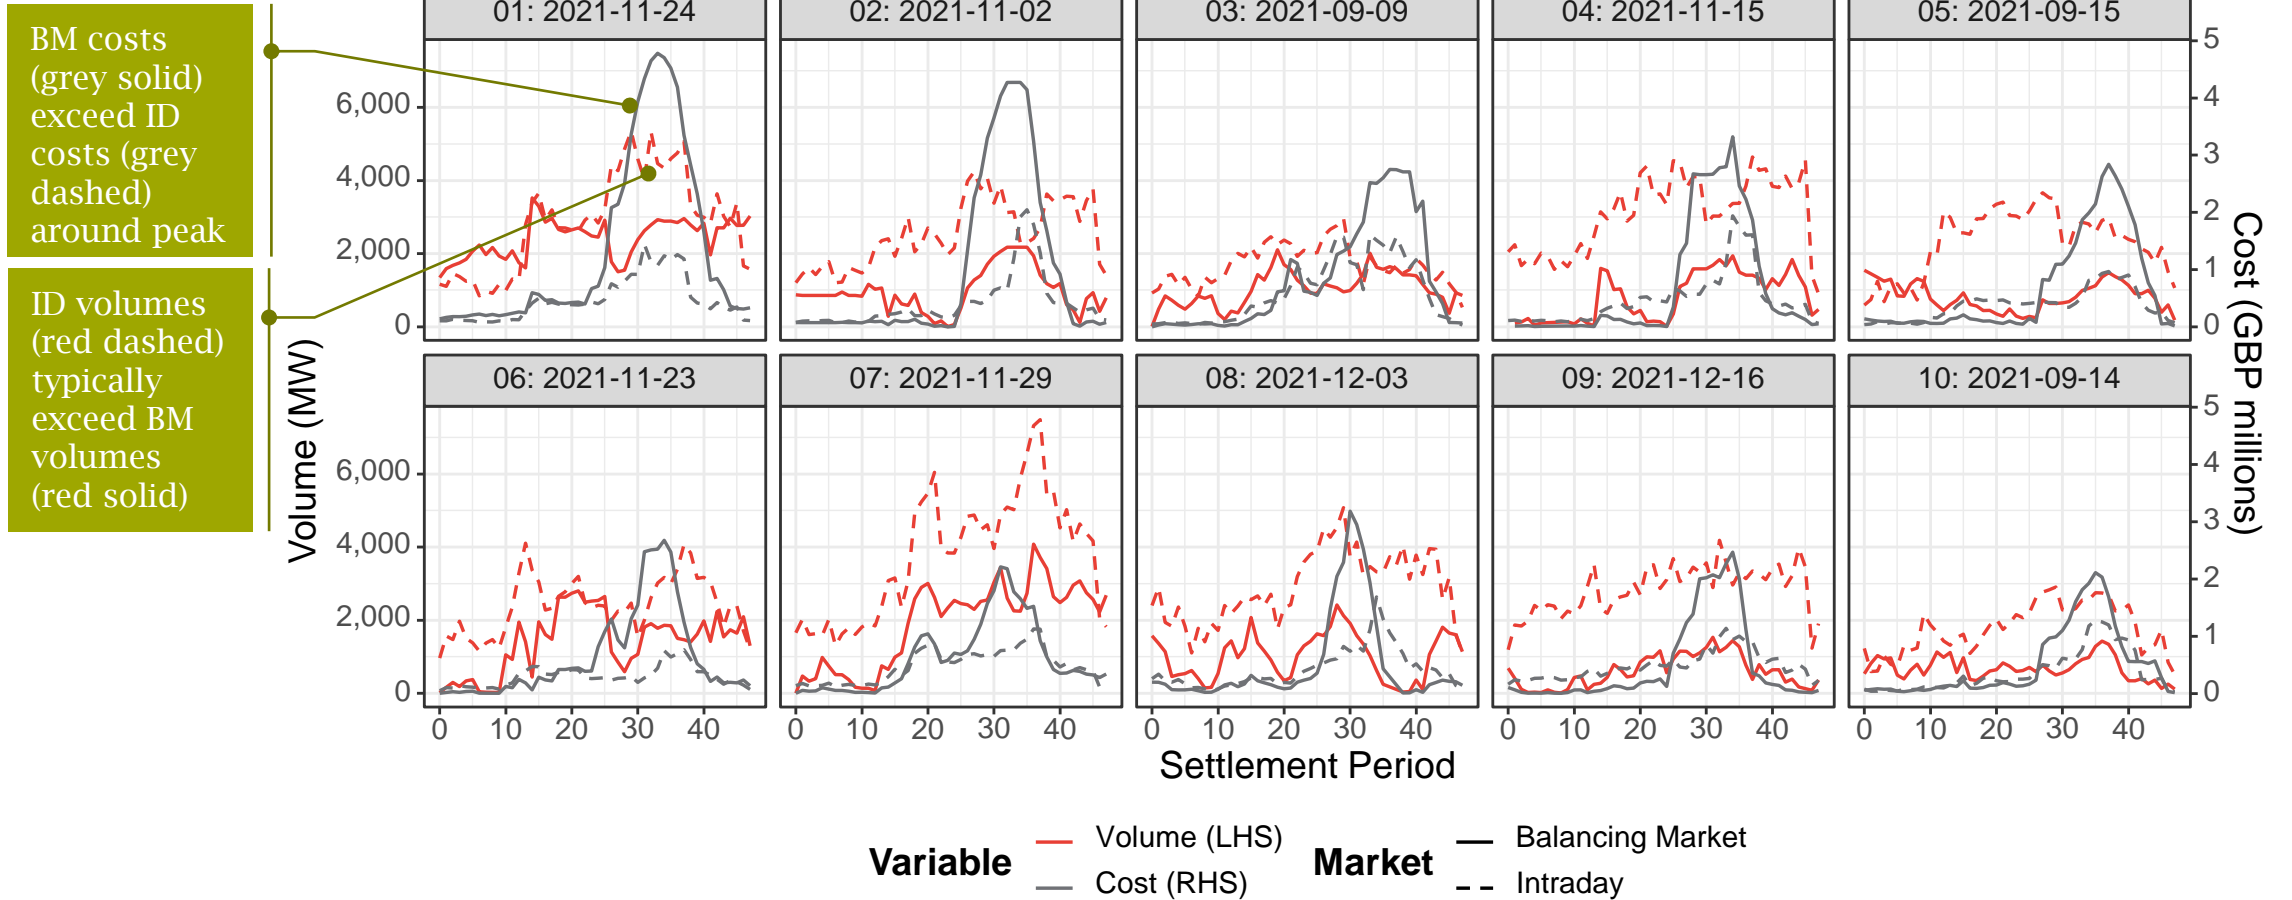 BM costs
(grey solid)
exceed ID
costs (grey
dashed)
around peak
ID volumes
(red dashed)
typically
exceed BM
volumes
(red solid)
01: 2021-11-24
02: 2021-11-02
03: 2021-09-09
04: 2021-11-15
05: 2021-09-15
6,000
4,000
2,000
0
5
4
3
2
1
0
06: 2021-11-23
07: 2021-11-29
08: 2021-12-03
09: 2021-12-16
10: 2021-09-14
6,000
4,000
2,000
0
5
4
3
2
1
0
Volume (MW)
Cost (GBP millions)
0 10 20 30 40
0 10 20 30 40
0 10 20 30 40
0 10 20 30 40
0 10 20 30 40
Settlement Period
Variable
Volume (LHS)
Cost (RHS)
Market
Balancing Market
Intraday